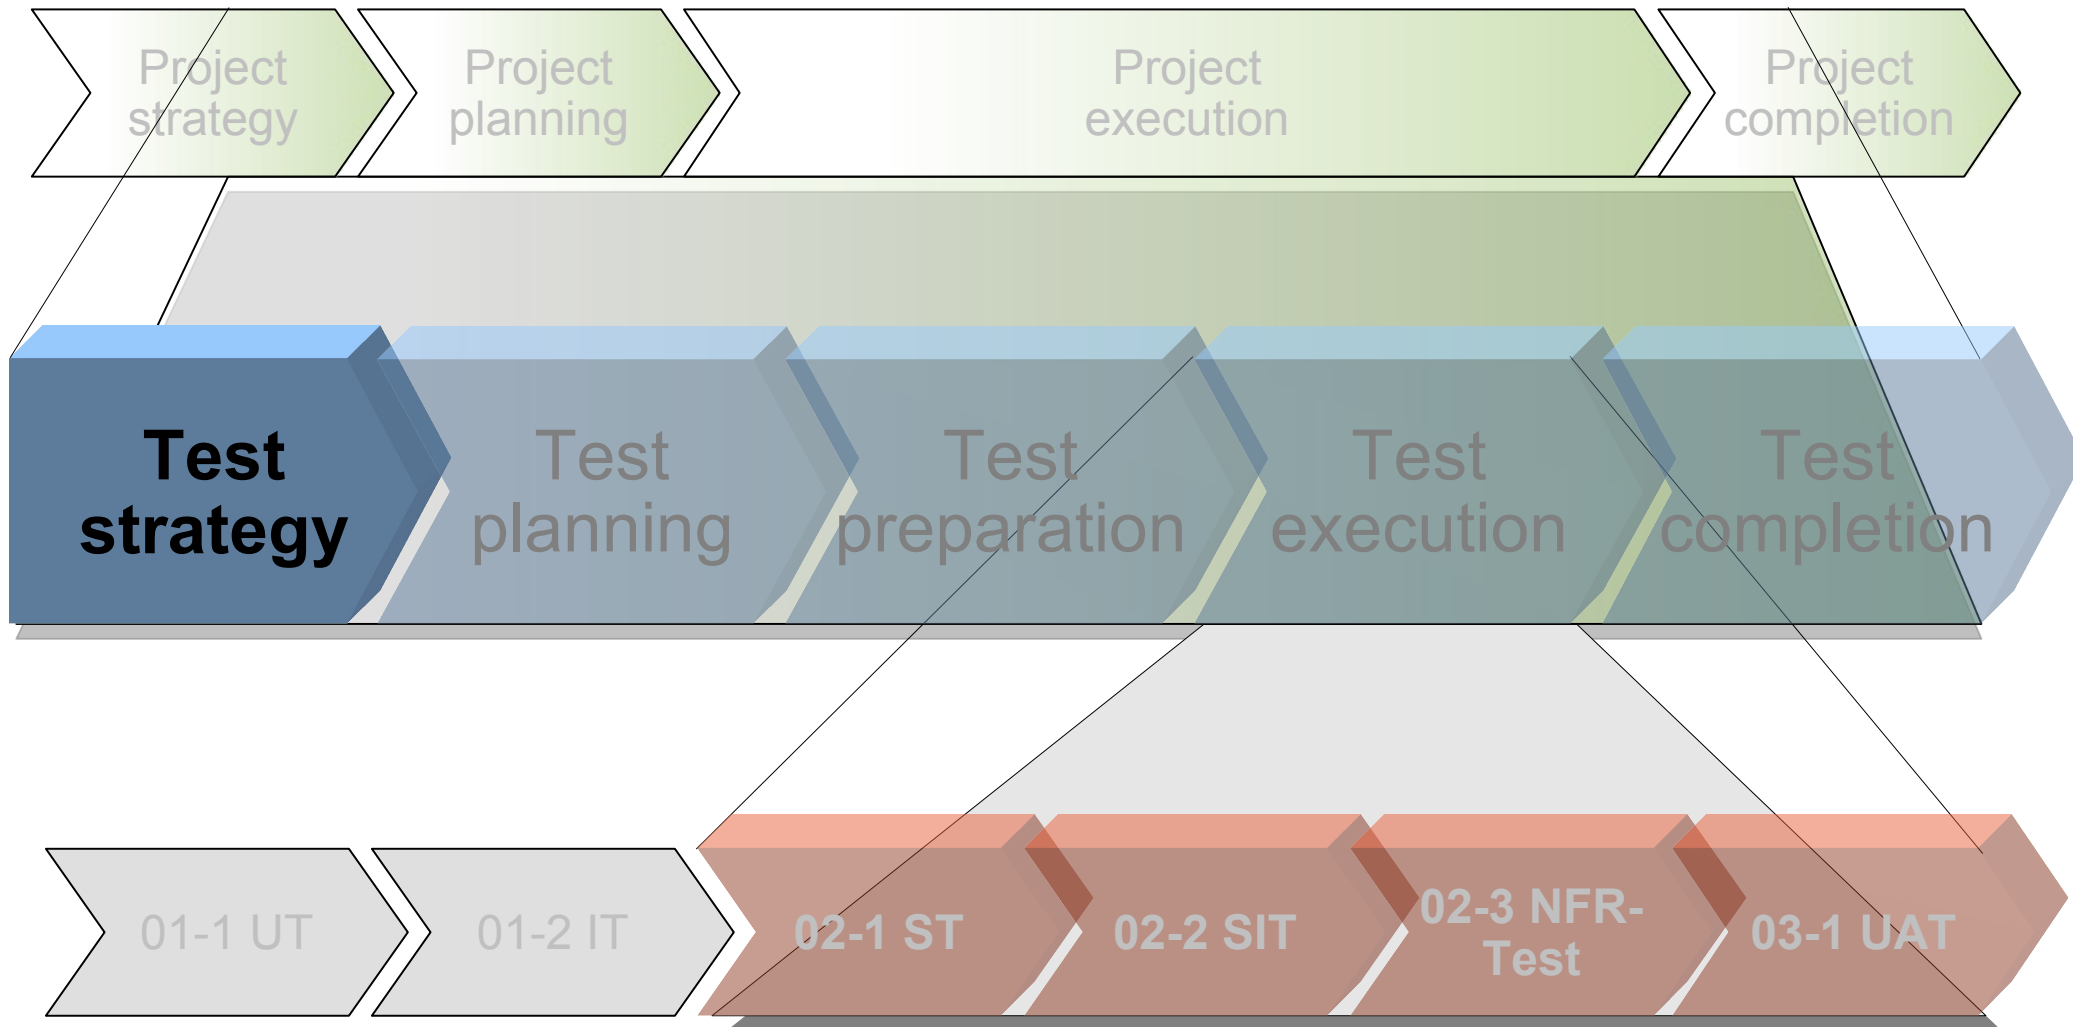 Project
strategy
Project
planning
Project
execution
Project
completion
Test
strategy
Test
planning
Test
preparation
Test
execution
Test
completion
01-1 UT
01-2 IT
02-1 ST
02-2 SIT
02-3 NFR-
Test
03-1 UAT